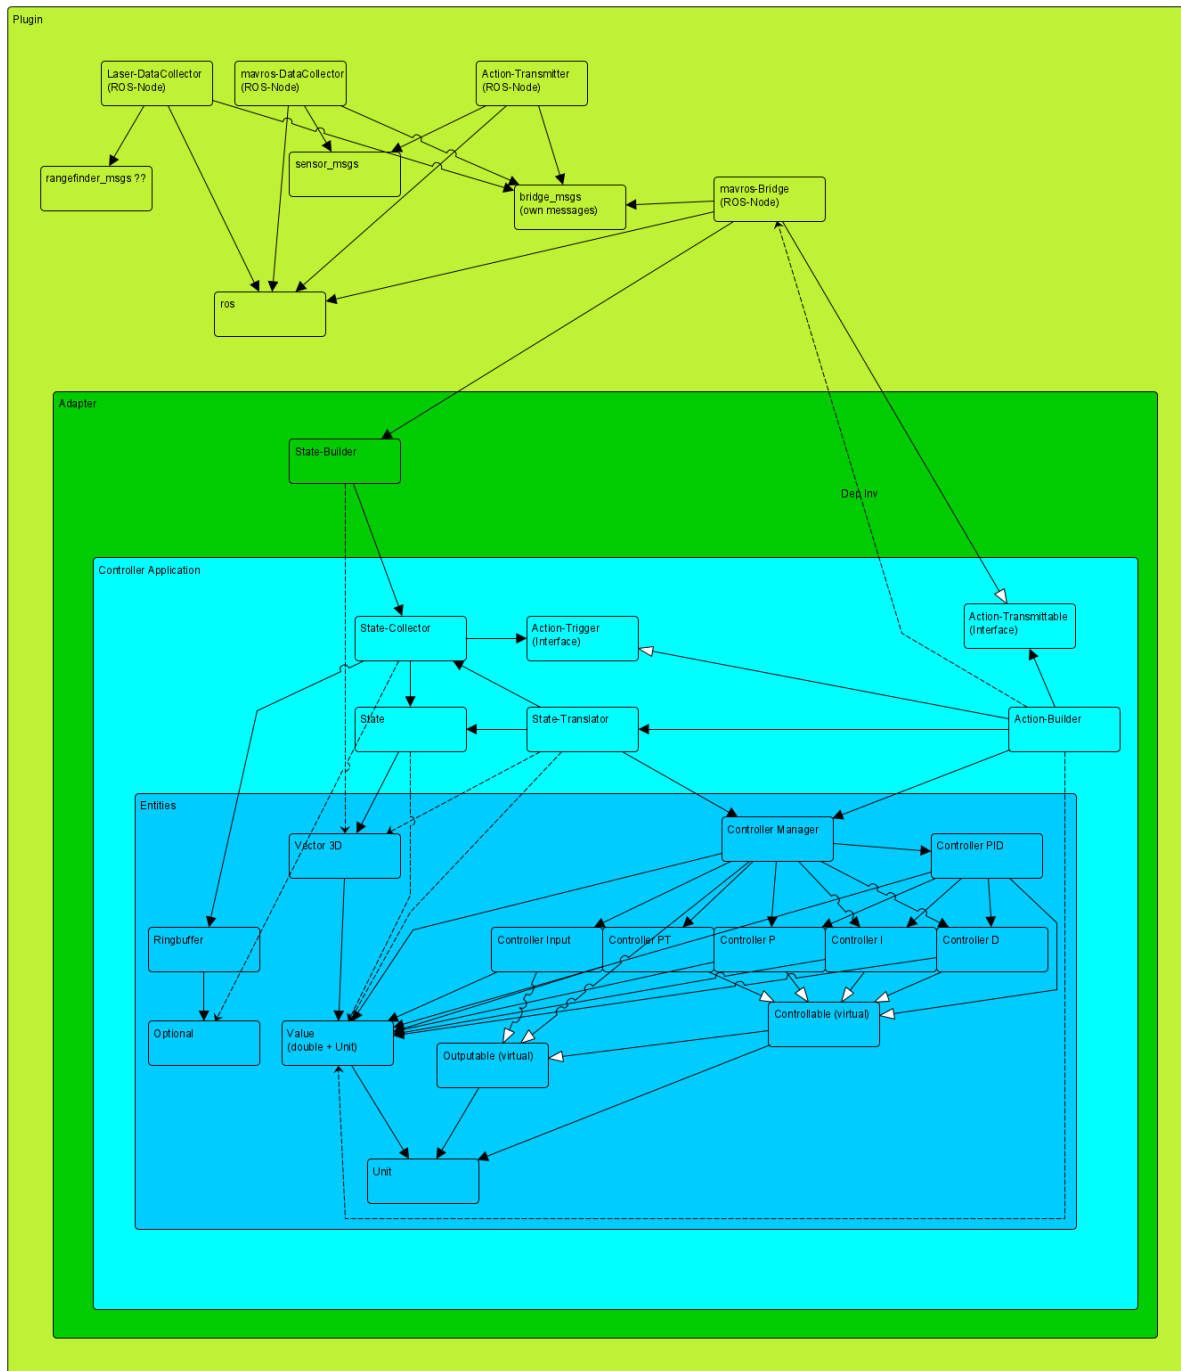 Plugin
Laser-DataCollector
(ROS-Node)
mavros-DataCollector
(ROS-Node)
Action-Transmitter
(ROS-Node)
rangefinder_msgs ??
sensor_msgs
bridge_msgs
(own messages)
mavros-Bridge
(ROS-Node)
ros
Adapter
State-Builder
Dep Inv
Controller Application
State-Collector
Action-Trigger
(Interface)
Action-Transmittable
(Interface)
State
State-Translator
Action-Builder
Entities
Vector 3D
Controller Manager
Controller PID
Ringbuffer
Controller Input
Controller PT
Controller P
Controller I
Controller D
Optional
Value
(double + Unit)
Outputable (virtual)
Controllable (virtual)
Unit